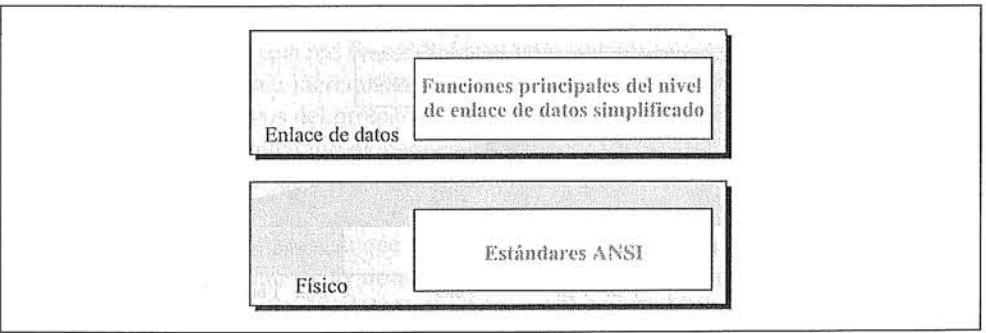 Funciones principales del nivel
de enlace de datos simplificado
Enlace de datos
Estándares ANSI
Físico